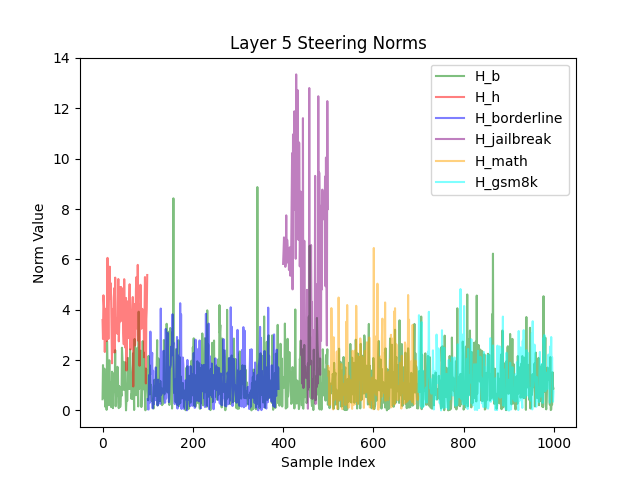 Layer 5 Steering Norms
14
12
10
8
6
4
2
0
Norm Value
0
200
400
600
800
1000
Sample Index
H_b
H_h
H_borderline
H_jailbreak
H_math
H_gsm8k